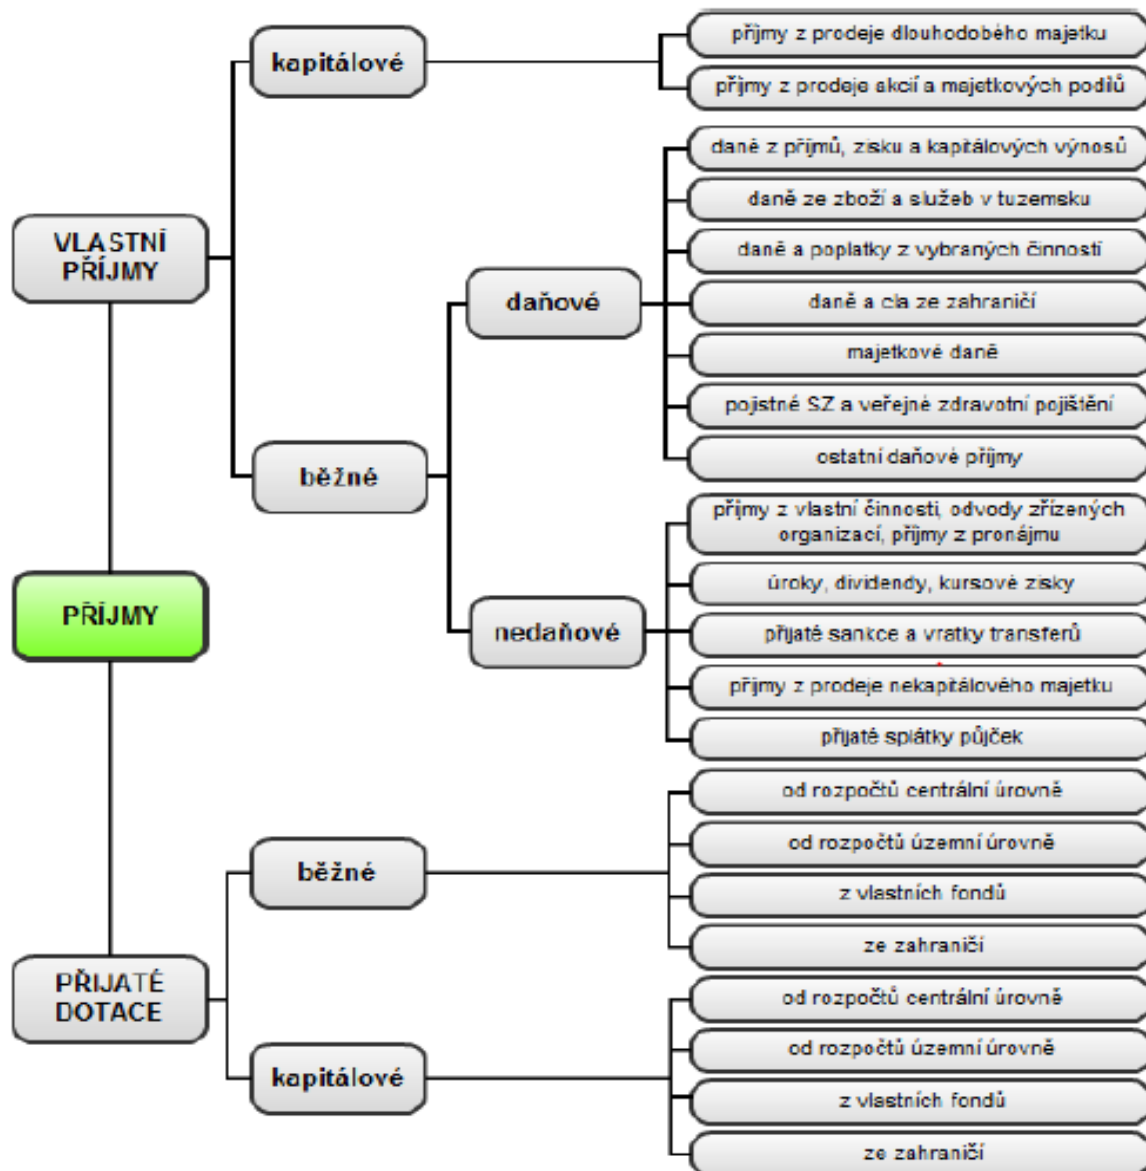 kapitálové
příjmy z prodeje dlouhodobého majetku
příjmy z prodeje akcií a majetkových podílů
VLASTNÍ
PŘÍJMY
běžné
daňové
daně z příjmů, zisku a kapitálových výnosů
daně ze zboží a služeb v tuzemsku
daně a poplatky z vybraných činností
daně a cla ze zahraničí
majetkové daně
pojistné SZ a veřejné zdravotní pojištění
ostatní daňové příjmy
nedaňové
příjmy z vlastní činnosti, odvody zřízených
organizací, příjmy z pronájmu
úroky, dividendy, kursové zisky
přijaté sankce a vratky transferů
příjmy z prodeje nekapitálového majetku
přijaté splátky půjček
PŘÍJMY
PŘIJATÉ
DOTACE
běžné
od rozpočtů centrální úrovně
od rozpočtů územní úrovně
z vlastních fondů
ze zahraničí
kapitálové
od rozpočtů centrální úrovně
od rozpočtů územní úrovně
z vlastních fondů
ze zahraničí